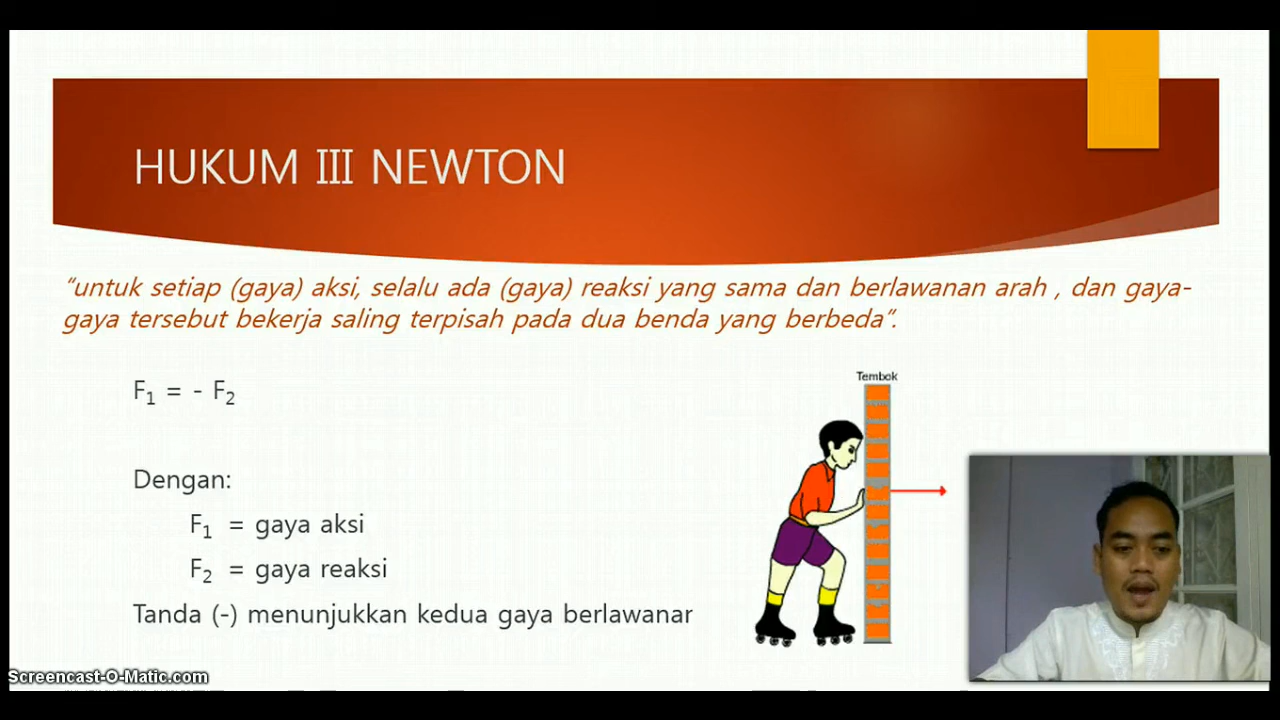 HUKUM III NEWTON
“untuk setiap (gaya) aksi, selalu ada (gaya) reaksi yang sama dan berlawanan arah , dan gaya-
gaya tersebut bekerja saling terpisah pada dua benda yang berbeda”.
F₁ = - F₂
Tembok
Dengan:
F₁ = gaya aksi
F₂ = gaya reaksi
Tanda (-) menunjukkan kedua gaya berlawanar
Screencast-O-Matic.com